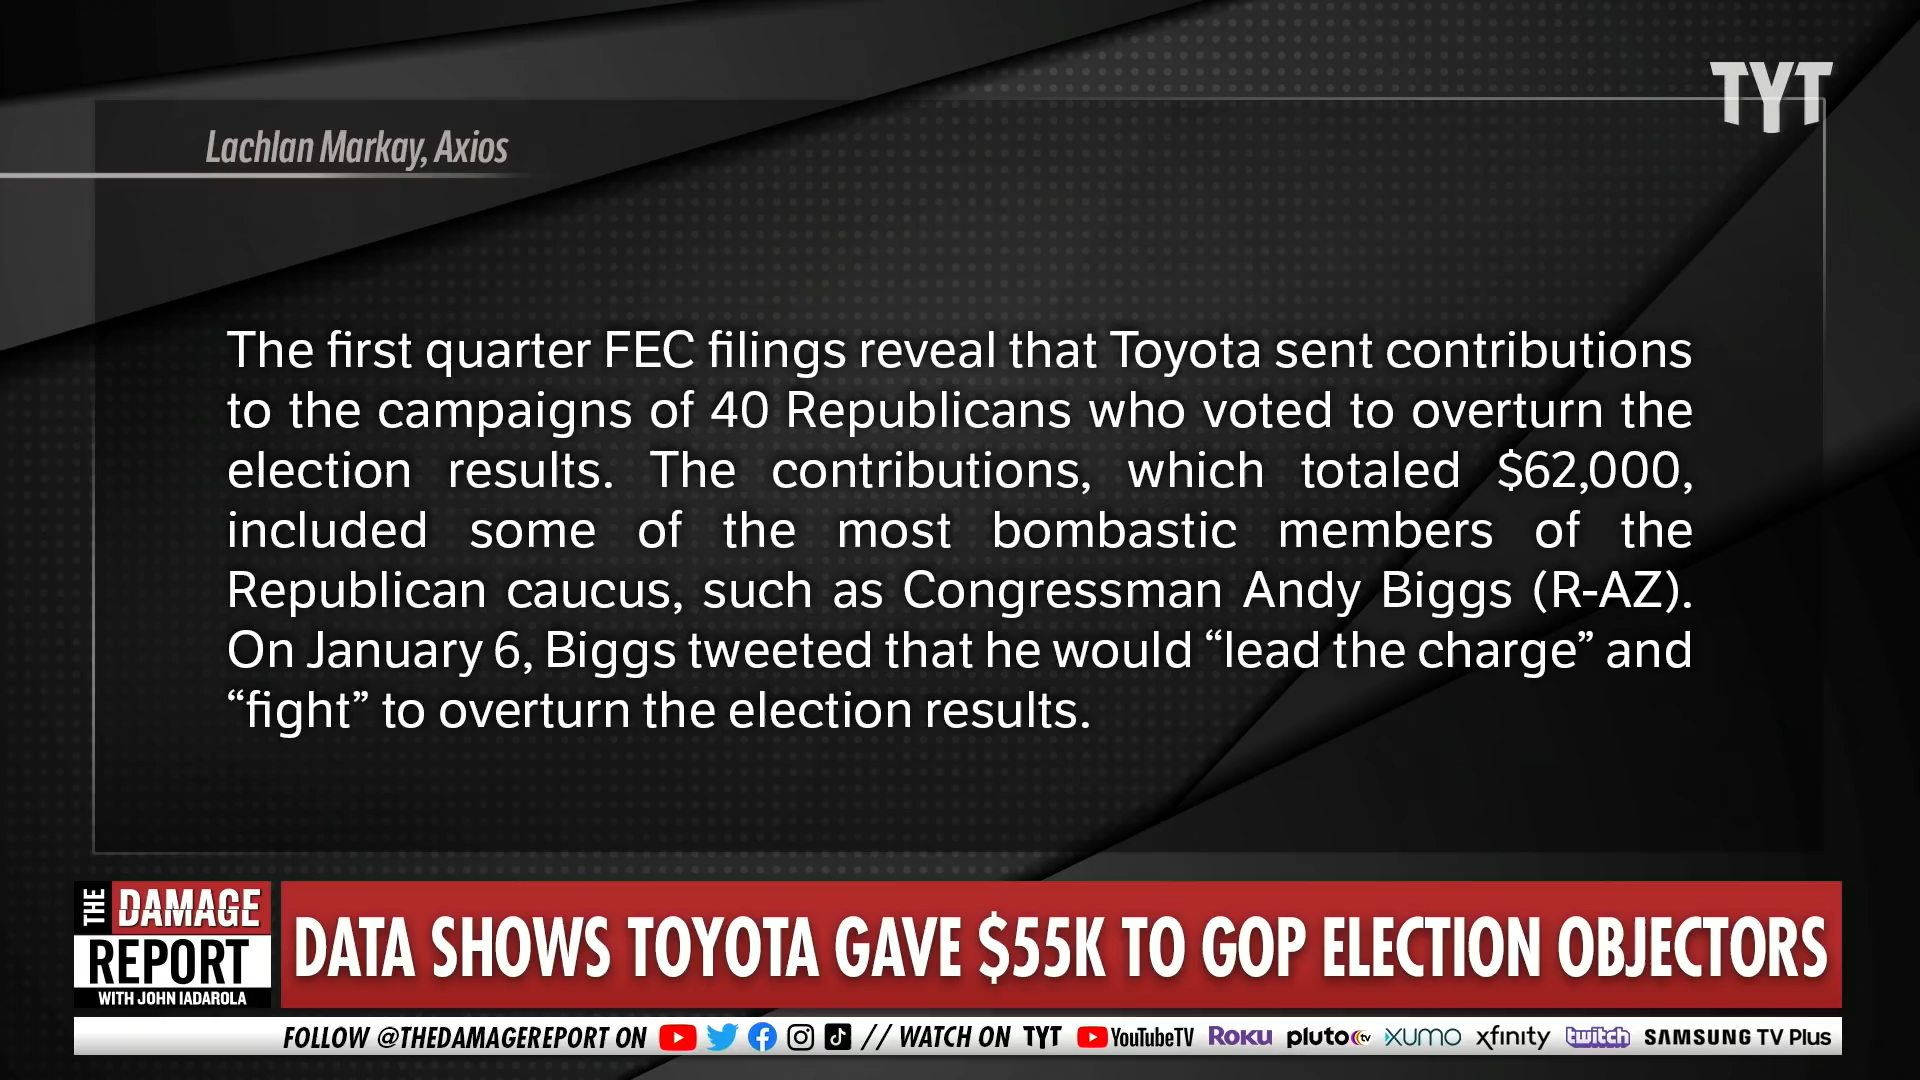 TYT
Lachlan Markay, Axios
The first quarter FEC filings reveal that Toyota sent contributions
to the campaigns of 40 Republicans who voted to overturn the
election results. The contributions, which totaled $62,000,
included some of the most bombastic members of the
Republican caucus, such as Congressman Andy Biggs (R-AZ).
On January 6, Biggs tweeted that he would “lead the charge” and
“fight” to overturn the election results.
THE DAMAGE
REPORT
WITH JOHN IADAROLA
DATA SHOWS TOYOTA GAVE $55K TO GOP ELECTION OBJECTORS
FOLLOW @THEDAMAGEREPORT ON // WATCH ON TYT YouTubeTV ROKU pluto tv XUMO xfinity twitch SAMSUNG TV Plus